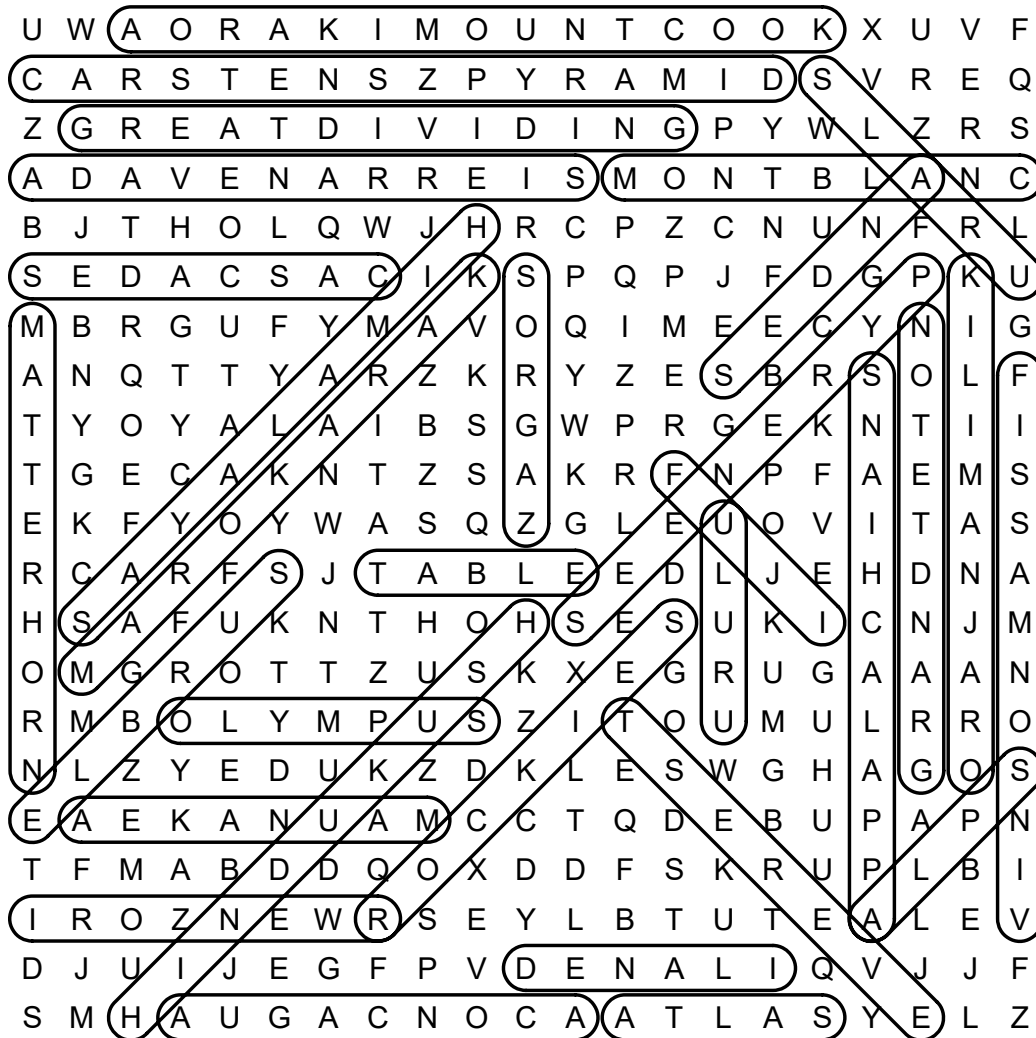 U W A O R A K I M O U N T C O O K X U V F
C A R S T E N S Z P Y R A M I D S V R E Q
Z G R E A T D I V I D I N G P Y W L Z R S
A D A V E N A R R E I S M O N T B L A N C
B J T H O L Q W J H R C P Z C N U N F R L
S E D A C S A C I K S P Q P J F D G P K U
M B R G U F Y M A V O Q I M E E C Y N I G
A N Q T T Y A R Z K R Y Z E S B R S O L F
T Y O Y A L A I B S G W P R G E K N T I I
T G E C A K N T Z S A K R F N P F A E M S
E K F Y O Y W A S Q Z G L E U O V I T A S
R C A R F S J T A B L E E D L J E H D N A
H S A F U K N T H O H S E S U K I C N J M
O M G R O T T Z U S K X E G R U G A A A N
R M B O L Y M P U S Z I T O U M U L R R O
N L Z Y E D U K Z D K L E S W G H A G O S
E A E K A N U A M C C T Q D E B U P A P N
T F M A B D D Q O X D D F S K R U P L B I
I R O Z N E W R S E Y L B T U T E A L E V
D J U I J E G F P V D E N A L I Q V J J F
S M H A U G A C N O C A A T L A S Y E L Z